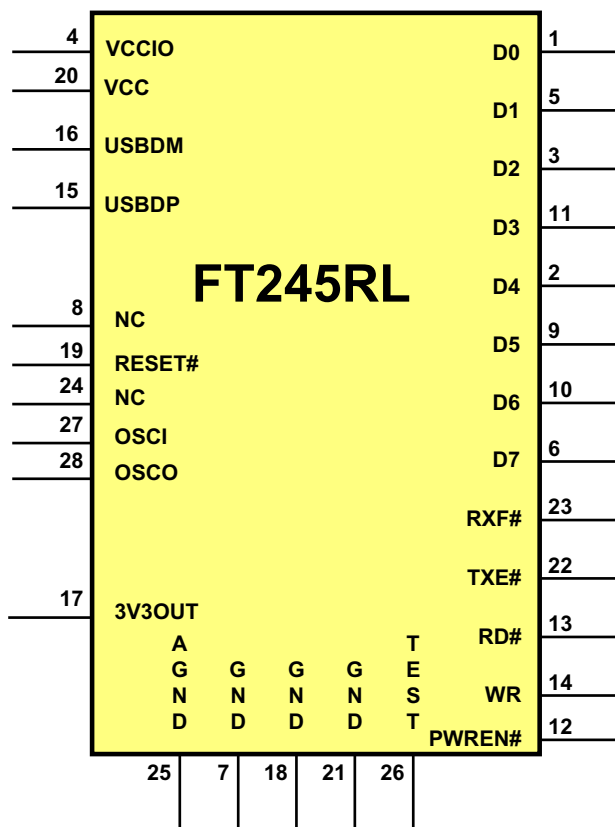 4 VCCIO
20 VCC
16 USBDM
15 USBDP
FT245RL
8 NC
19 RESET#
24 NC
27 OSCI
28 OSCO
17 3V3OUT
D0 1
D1 5
D2 3
D3 11
D4 2
D5 9
D6 10
D7 6
RXF# 23
TXE# 22
RD# 13
WR 14
PWREN# 12
AGND
GND
GND
GND
TEST
25 7 18 21 26